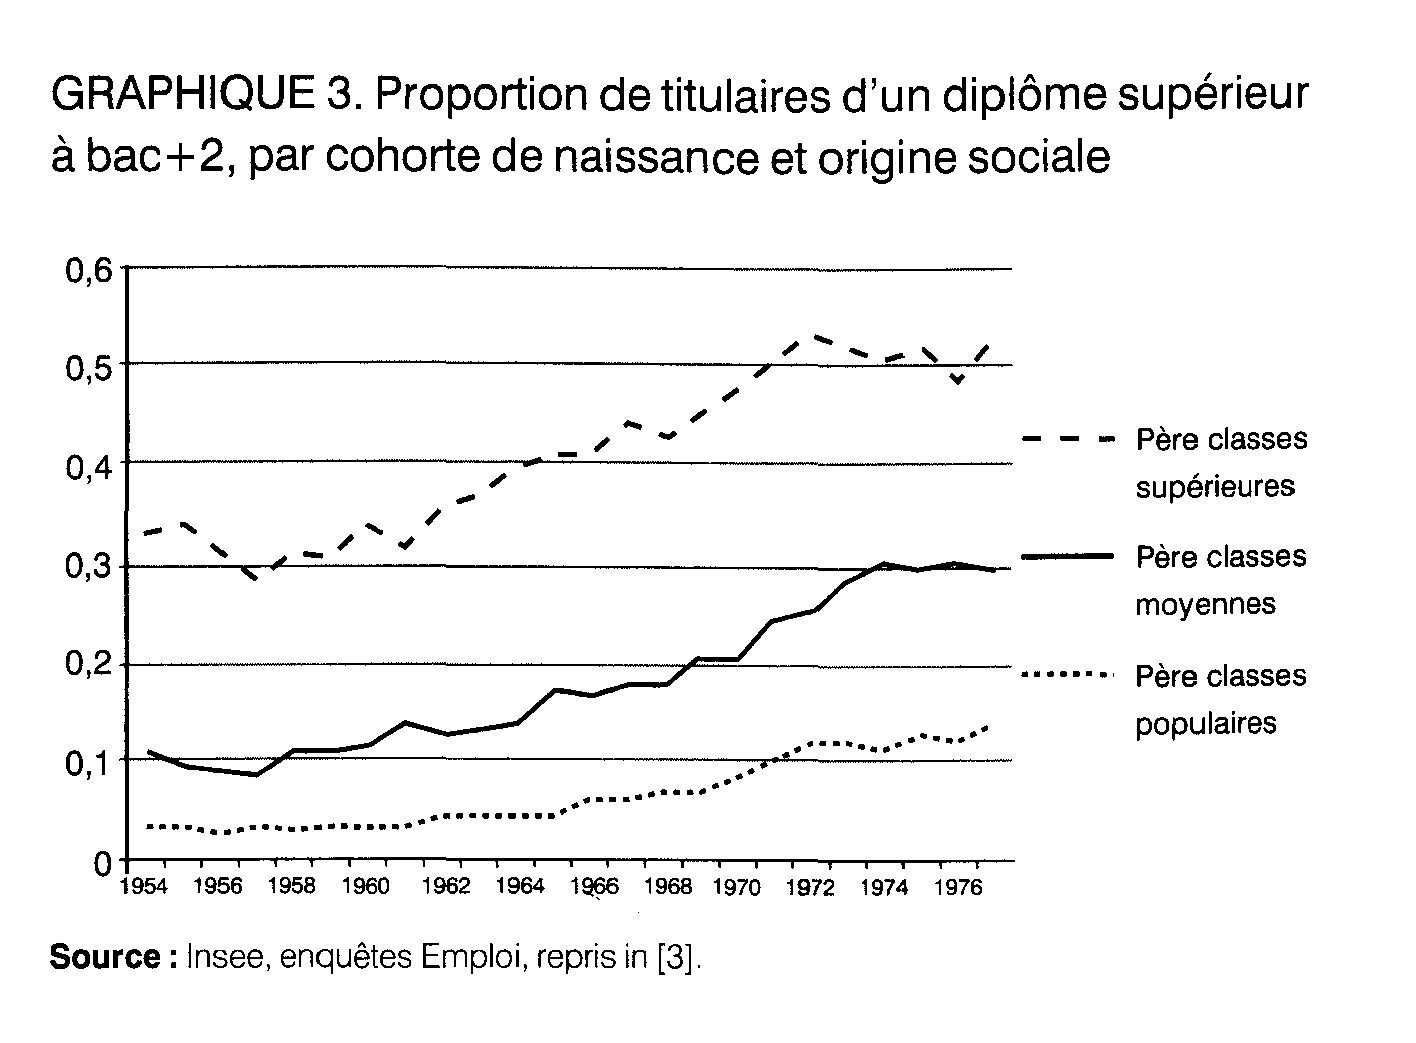 GRAPHIQUE 3. Proportion de titulaires d'un diplôme supérieur
à bac+2, par cohorte de naissance et origine sociale
0,6
0,5
0,4
0,3
0,2
0,1
0
1954 1956 1958 1960 1962 1964 1966 1968 1970 1972 1974 1976
Père classes
supérieures
Père classes
moyennes
Père classes
populaires
Source : Insee, enquêtes Emploi, repris in [3].